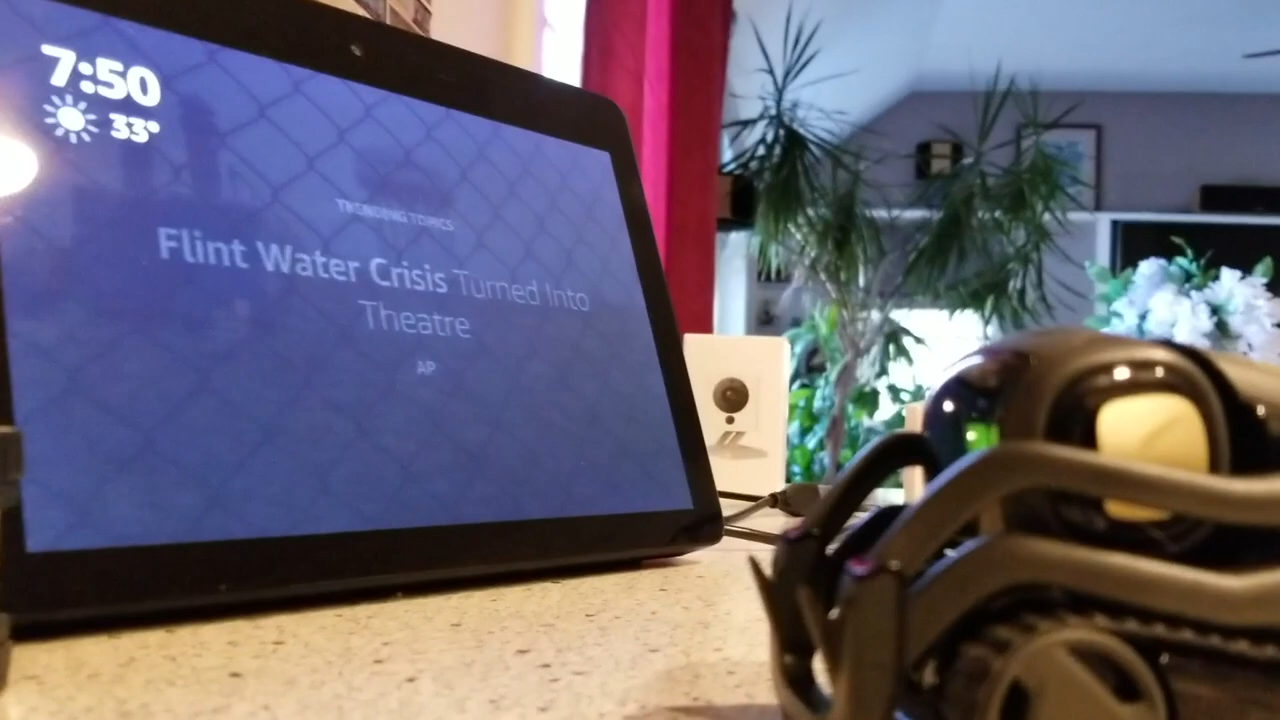 7:50
33°
TRENDING TOPICS
Flint Water Crisis Turned Into
Theatre
AP